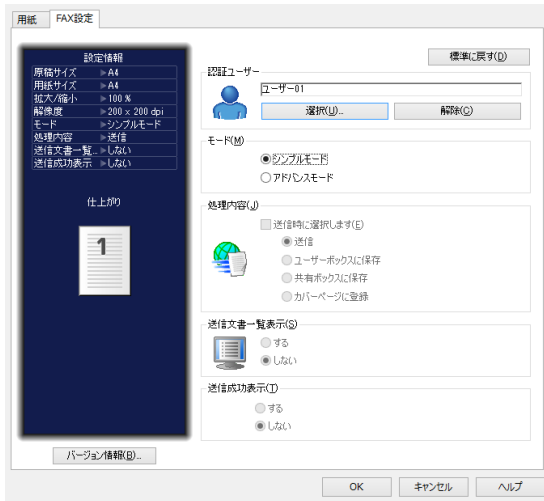 用紙 FAX設定
設定情報
原稿サイズ ▶A4
用紙サイズ ▶A4
拡大/縮小 ▶100 %
解像度 ▶200 × 200 dpi
モード ▶シンプルモード
処理内容 ▶送信
送信文書一覧... ▶しない
送信成功表示 ▶しない
仕上がり
1
バージョン情報(B)...
標準に戻す(D)
認証ユーザー
ユーザー01
選択(U)... 解除(C)
モード(M)
シンプルモード
アドバンスモード
処理内容(J)
送信時に選択します(E)
送信
ユーザーボックスに保存
共有ボックスに保存
カバーページに登録
送信文書一覧表示(S)
する
しない
送信成功表示(T)
する
しない
OK キャンセル ヘルプ